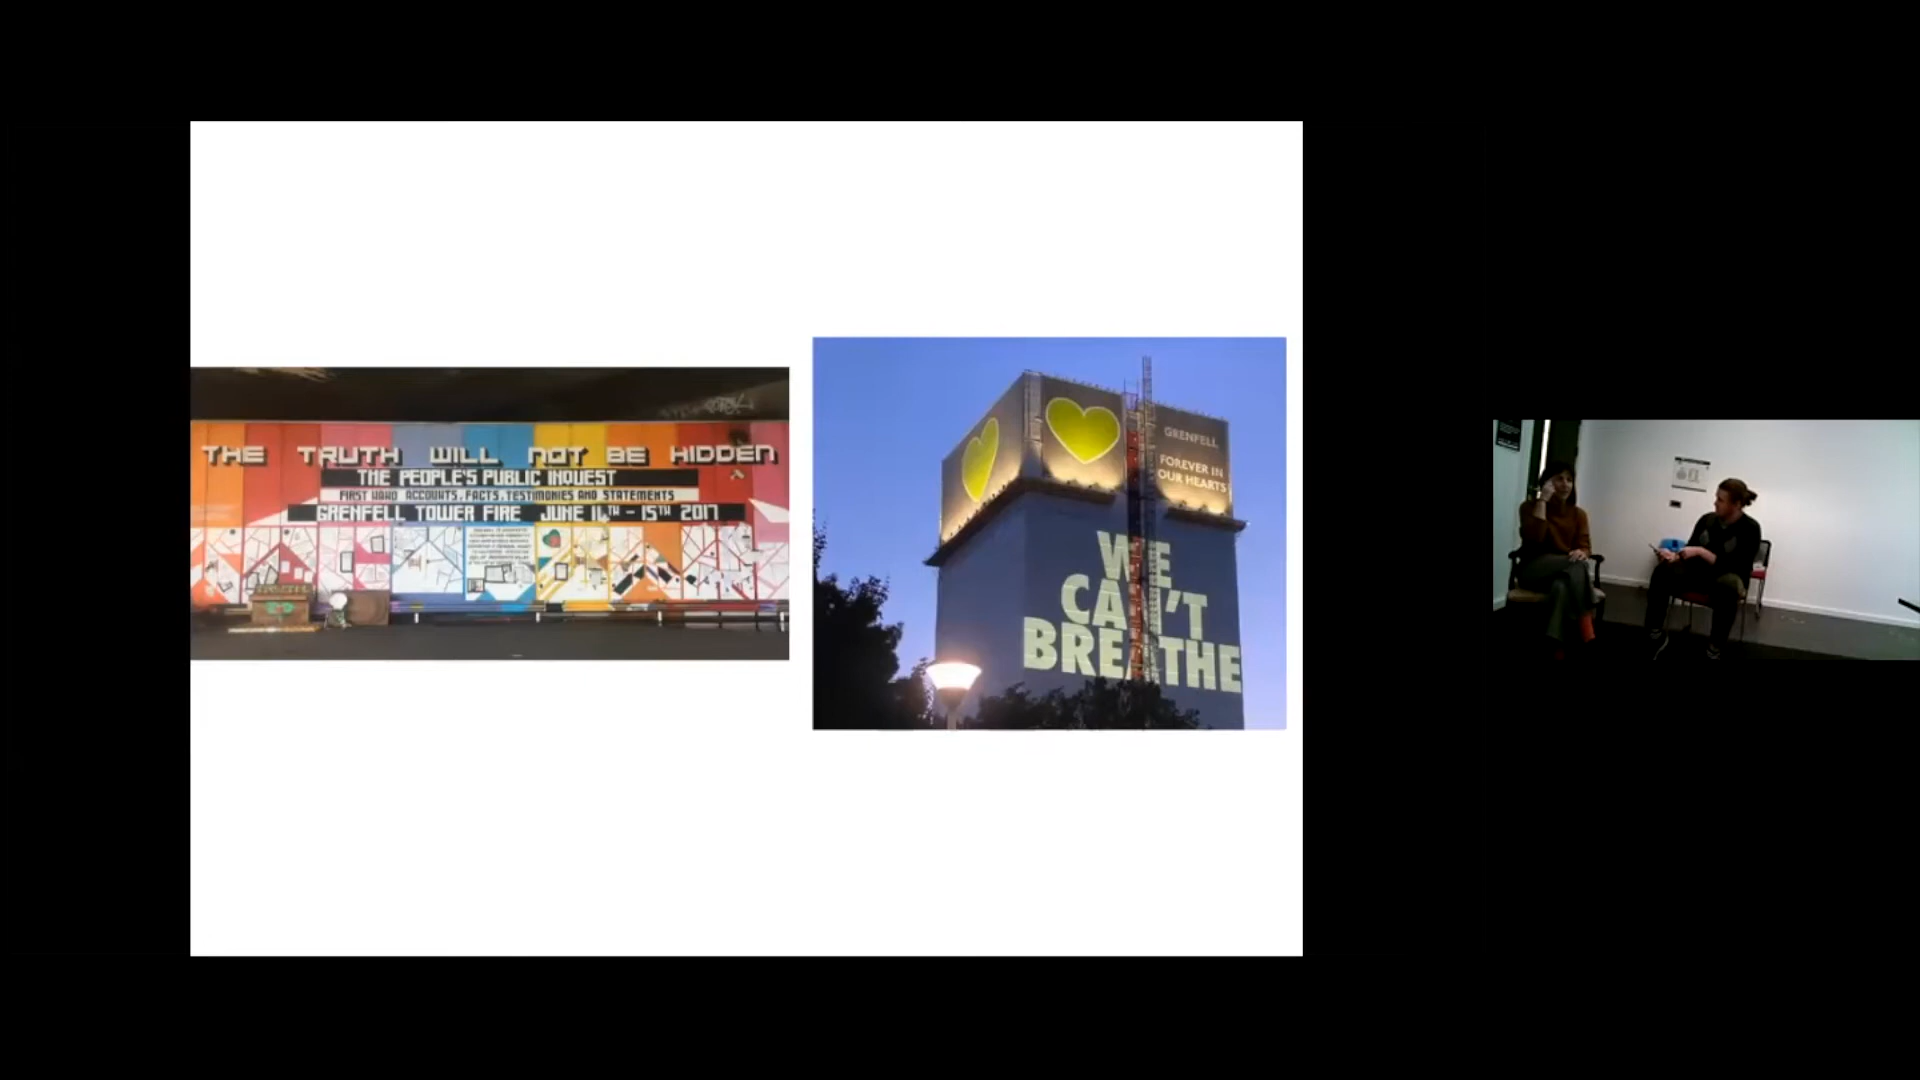 THE TRUTH WILL NOT BE HIDDEN
THE PEOPLE'S PUBLIC INQUEST
FIRST HAND ACCOUNTS, FACTS, TESTIMONIES AND STATEMENTS
GRENFELL TOWER FIRE JUNE 14TH - 15TH 2017
GRENFELL
FOREVER IN
OUR HEARTS
WE
CAN'T
BREATHE